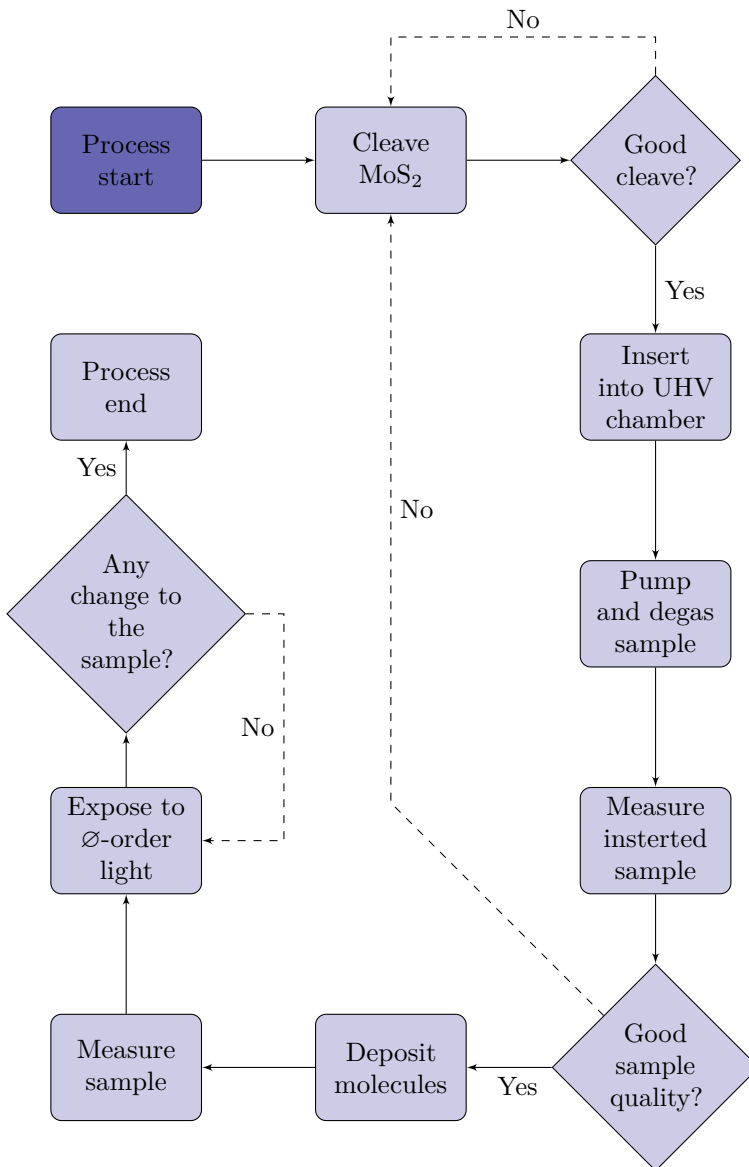 No
Process
start
Cleave
MoS₂
Good
cleave?
Yes
Insert
into UHV
chamber
Process
end
Yes
No
Any
change to
the
sample?
Pump
and degas
sample
No
Expose to
∅-order
light
Measure
insterted
sample
Measure
sample
Deposit
molecules
Yes
Good
sample
quality?